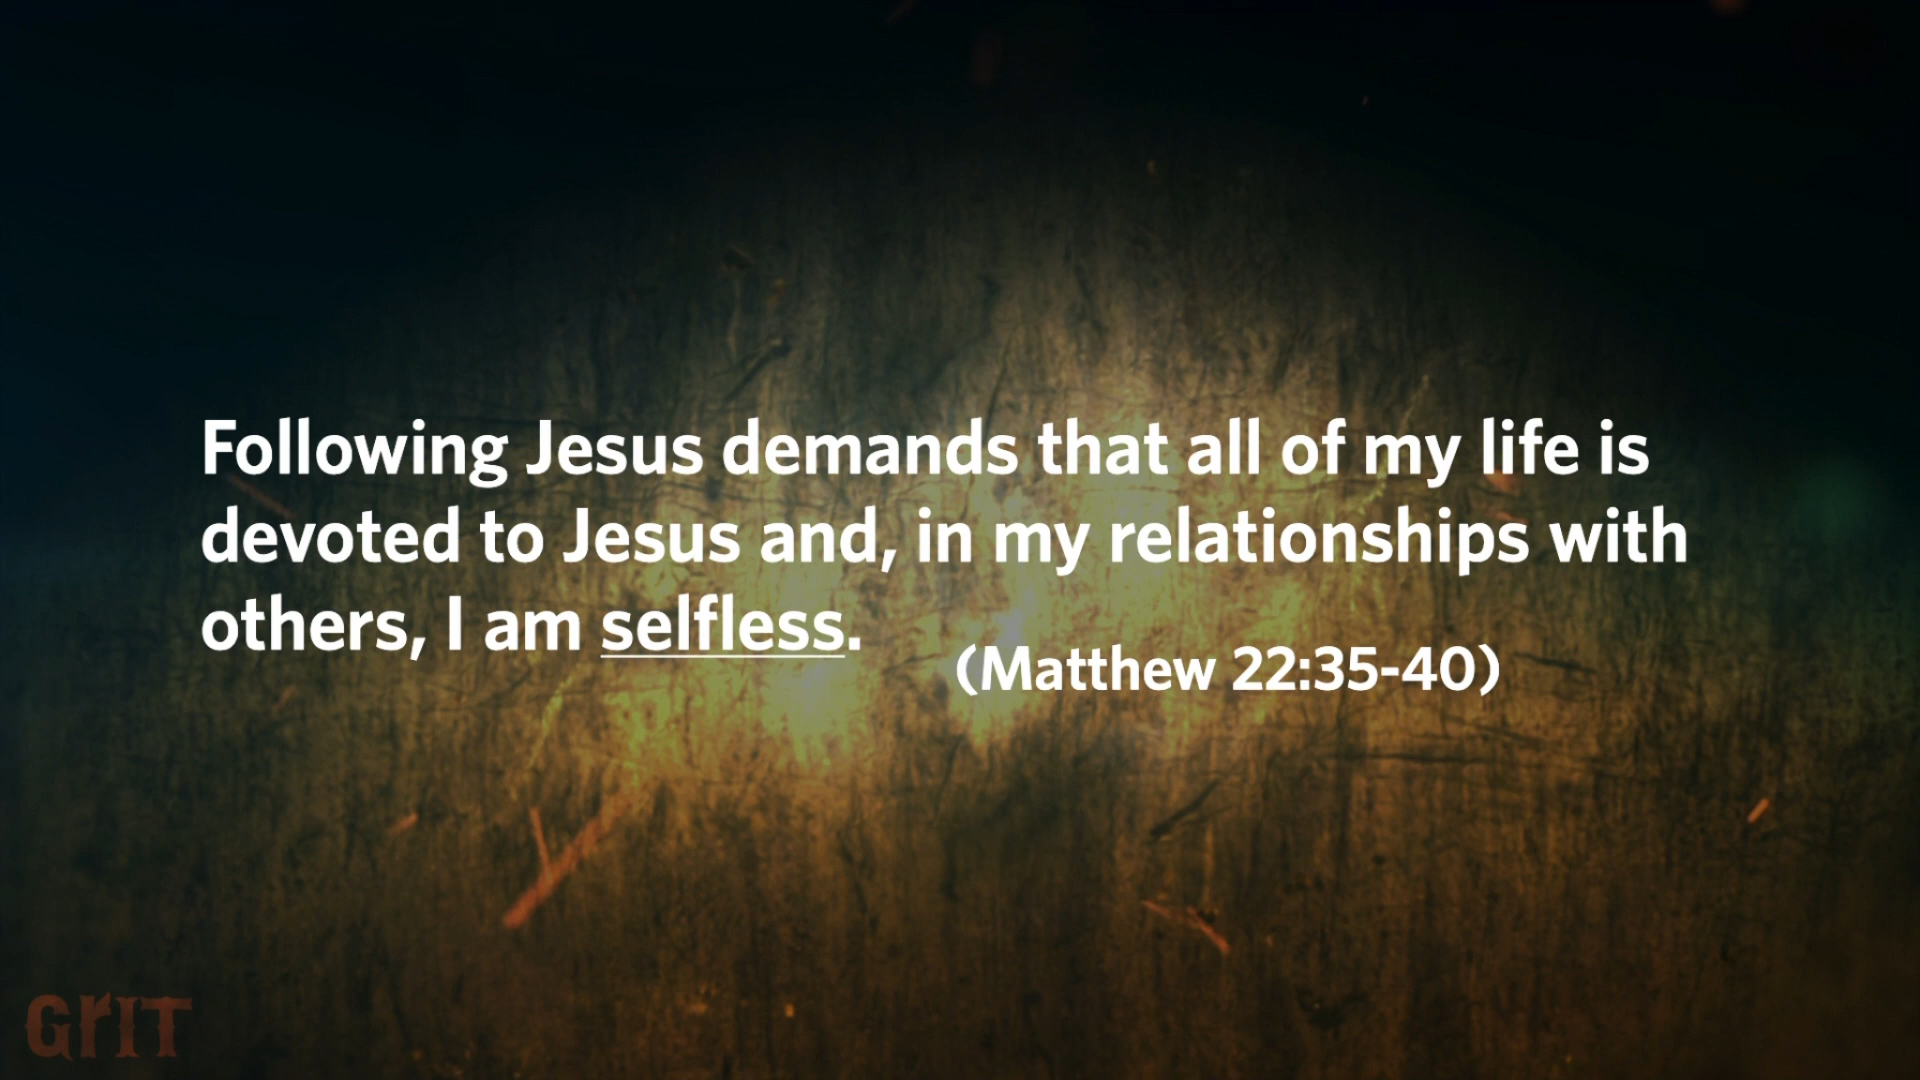 Following Jesus demands that all of my life is
devoted to Jesus and, in my relationships with
others, I am selfless.
(Matthew 22:35-40)
GrIT